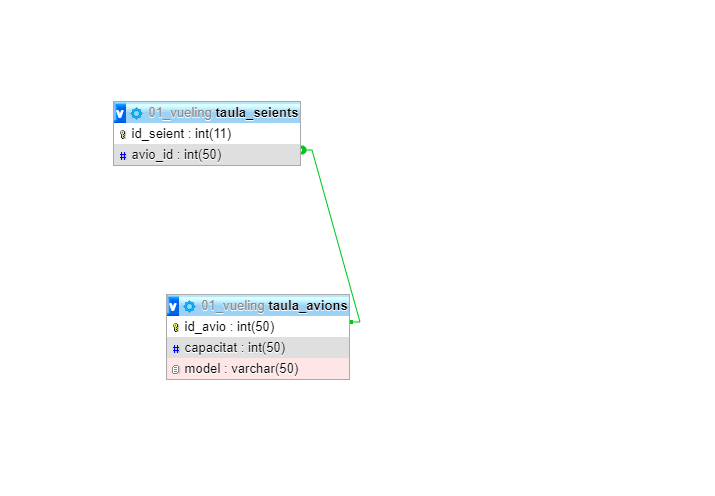 v 01_vueling taula_seients
id_seient : int(11)
# avio_id : int(50)
v 01_vueling taula_avions
id_avio : int(50)
# capacitat : int(50)
model : varchar(50)